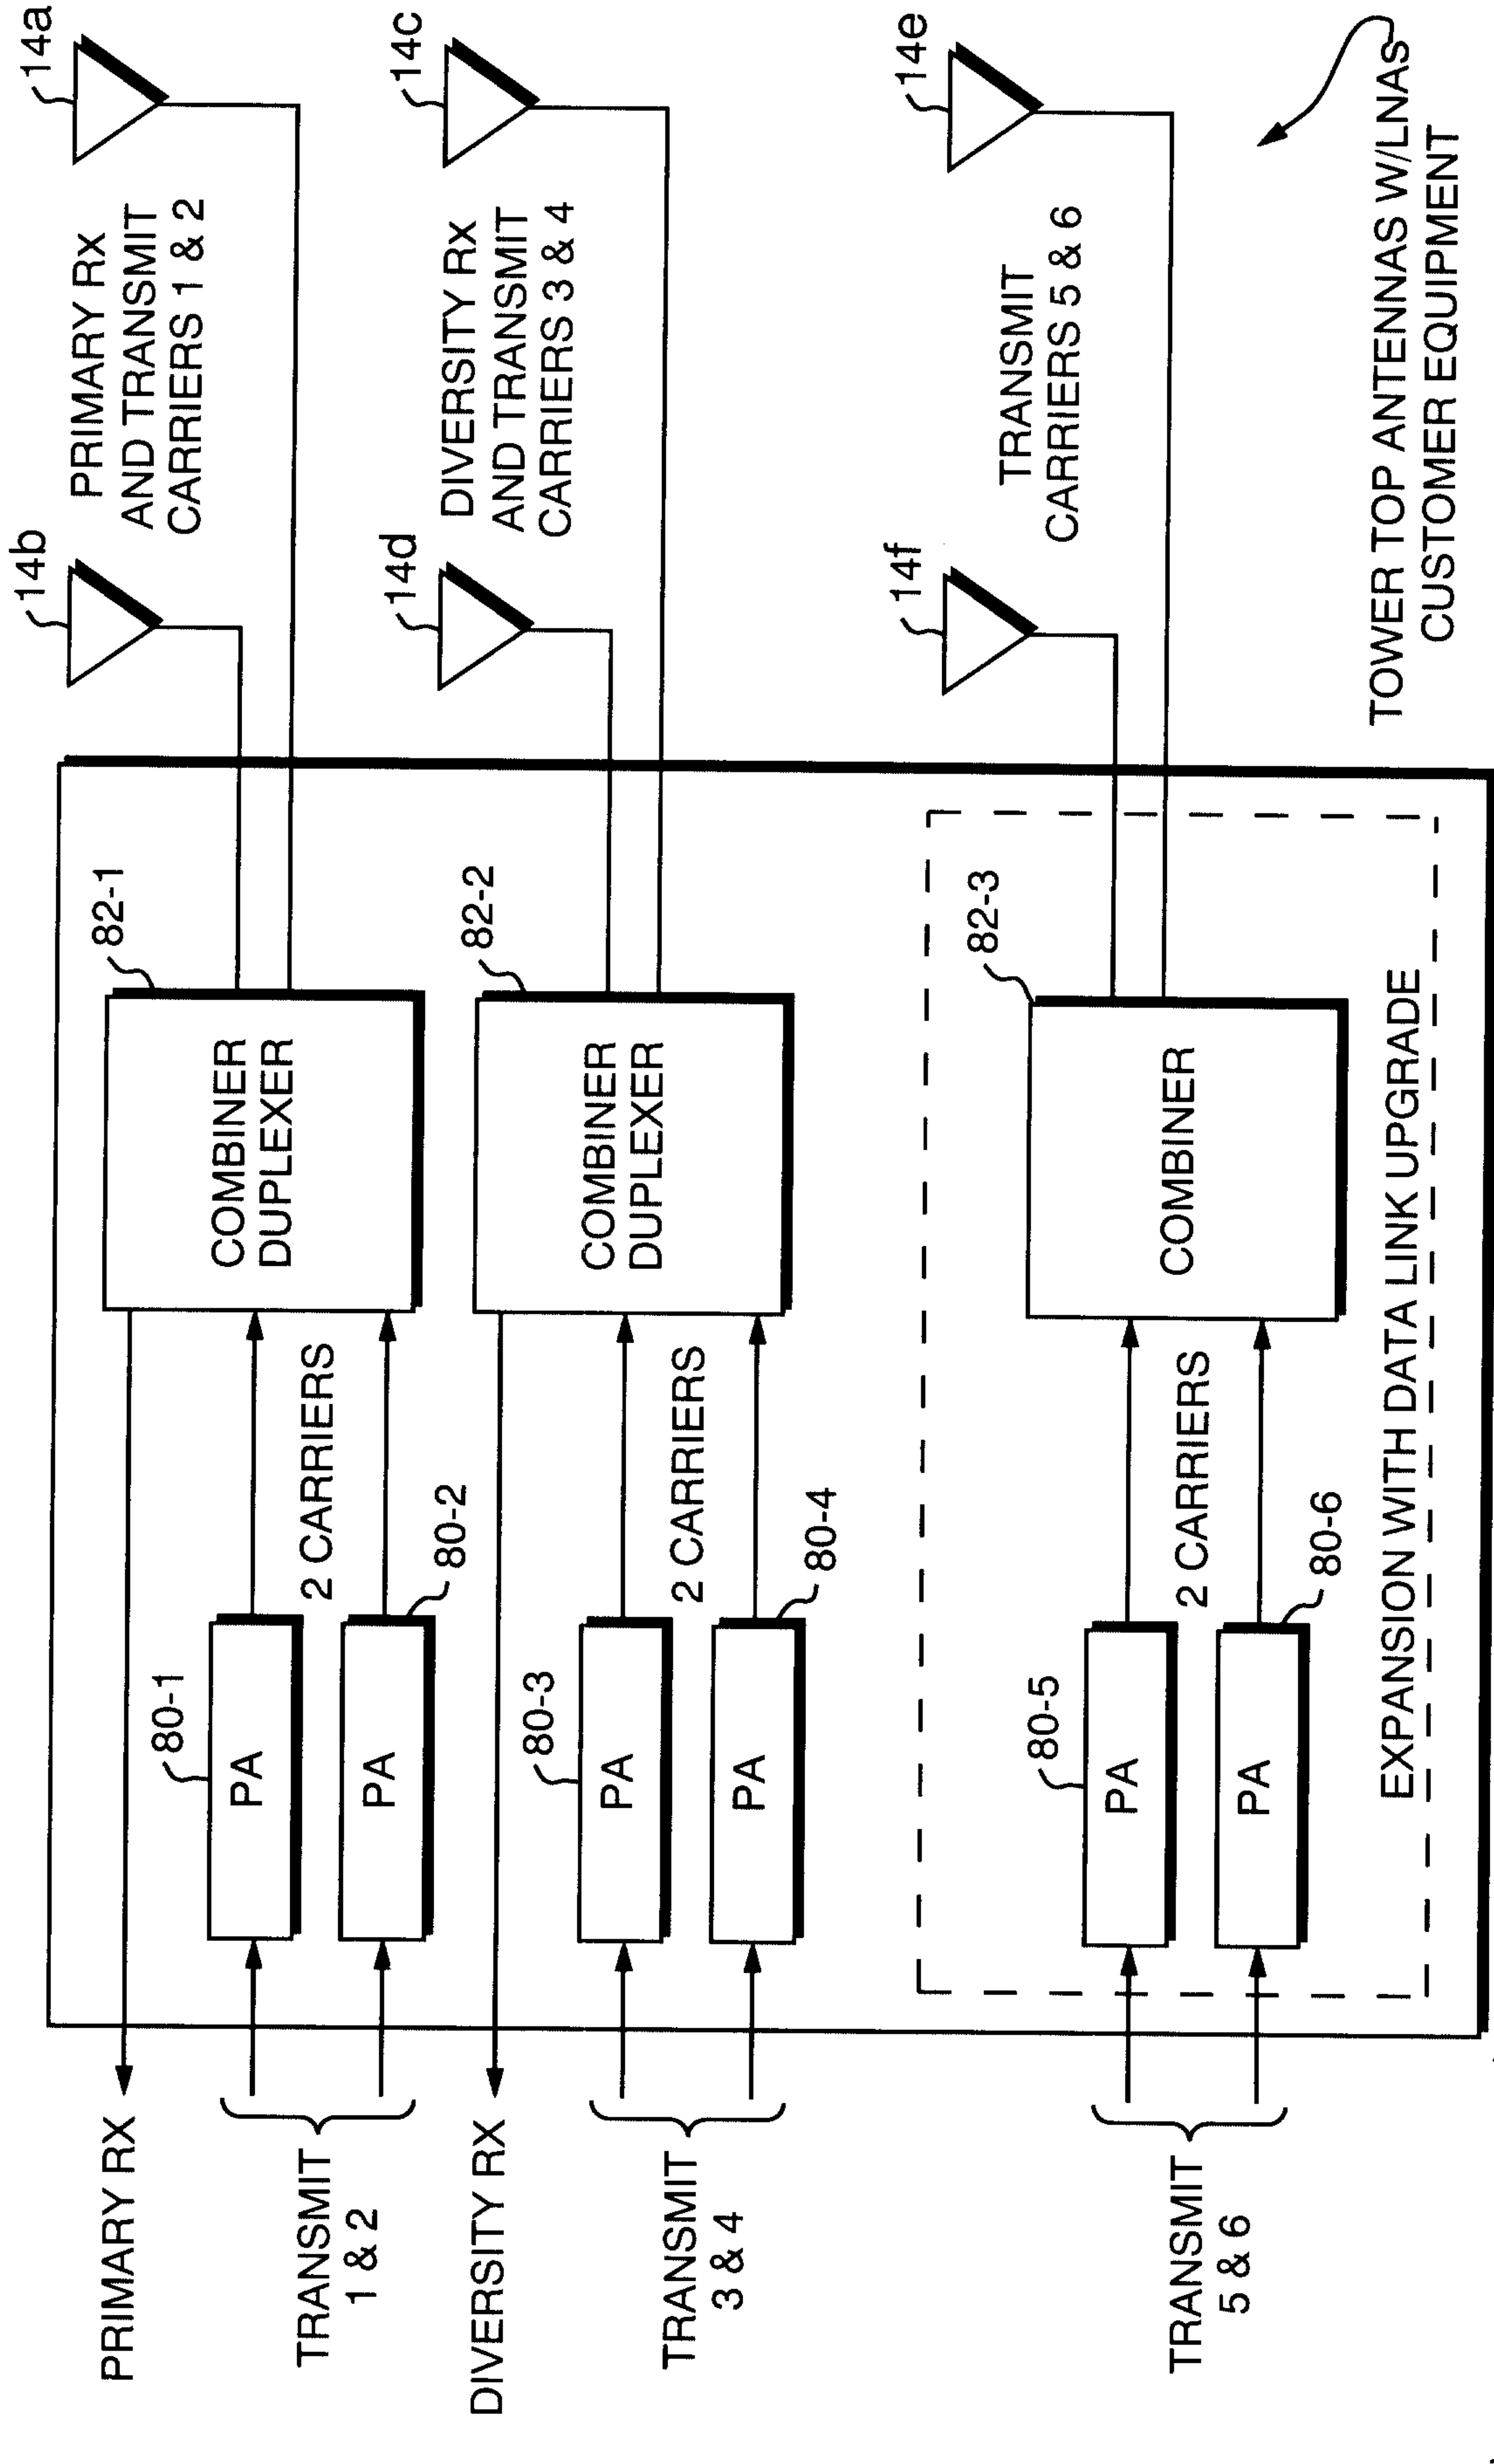 PRIMARY RX
TRANSMIT
1 & 2
80-1
PA
PA
80-2
2 CARRIERS
COMBINER
DUPLEXER
82-1
14b
PRIMARY Rx
AND TRANSMIT
CARRIERS 1 & 2
14a
DIVERSITY RX
TRANSMIT
3 & 4
80-3
PA
PA
80-4
2 CARRIERS
COMBINER
DUPLEXER
82-2
14d
DIVERSITY Rx
AND TRANSMIT
CARRIERS 3 & 4
14c
TRANSMIT
5 & 6
80-5
PA
PA
80-6
2 CARRIERS
COMBINER
82-3
EXPANSION WITH DATA LINK UPGRADE
14f
TRANSMIT
CARRIERS 5 & 6
14e
TOWER TOP ANTENNAS W/LNAS
CUSTOMER EQUIPMENT